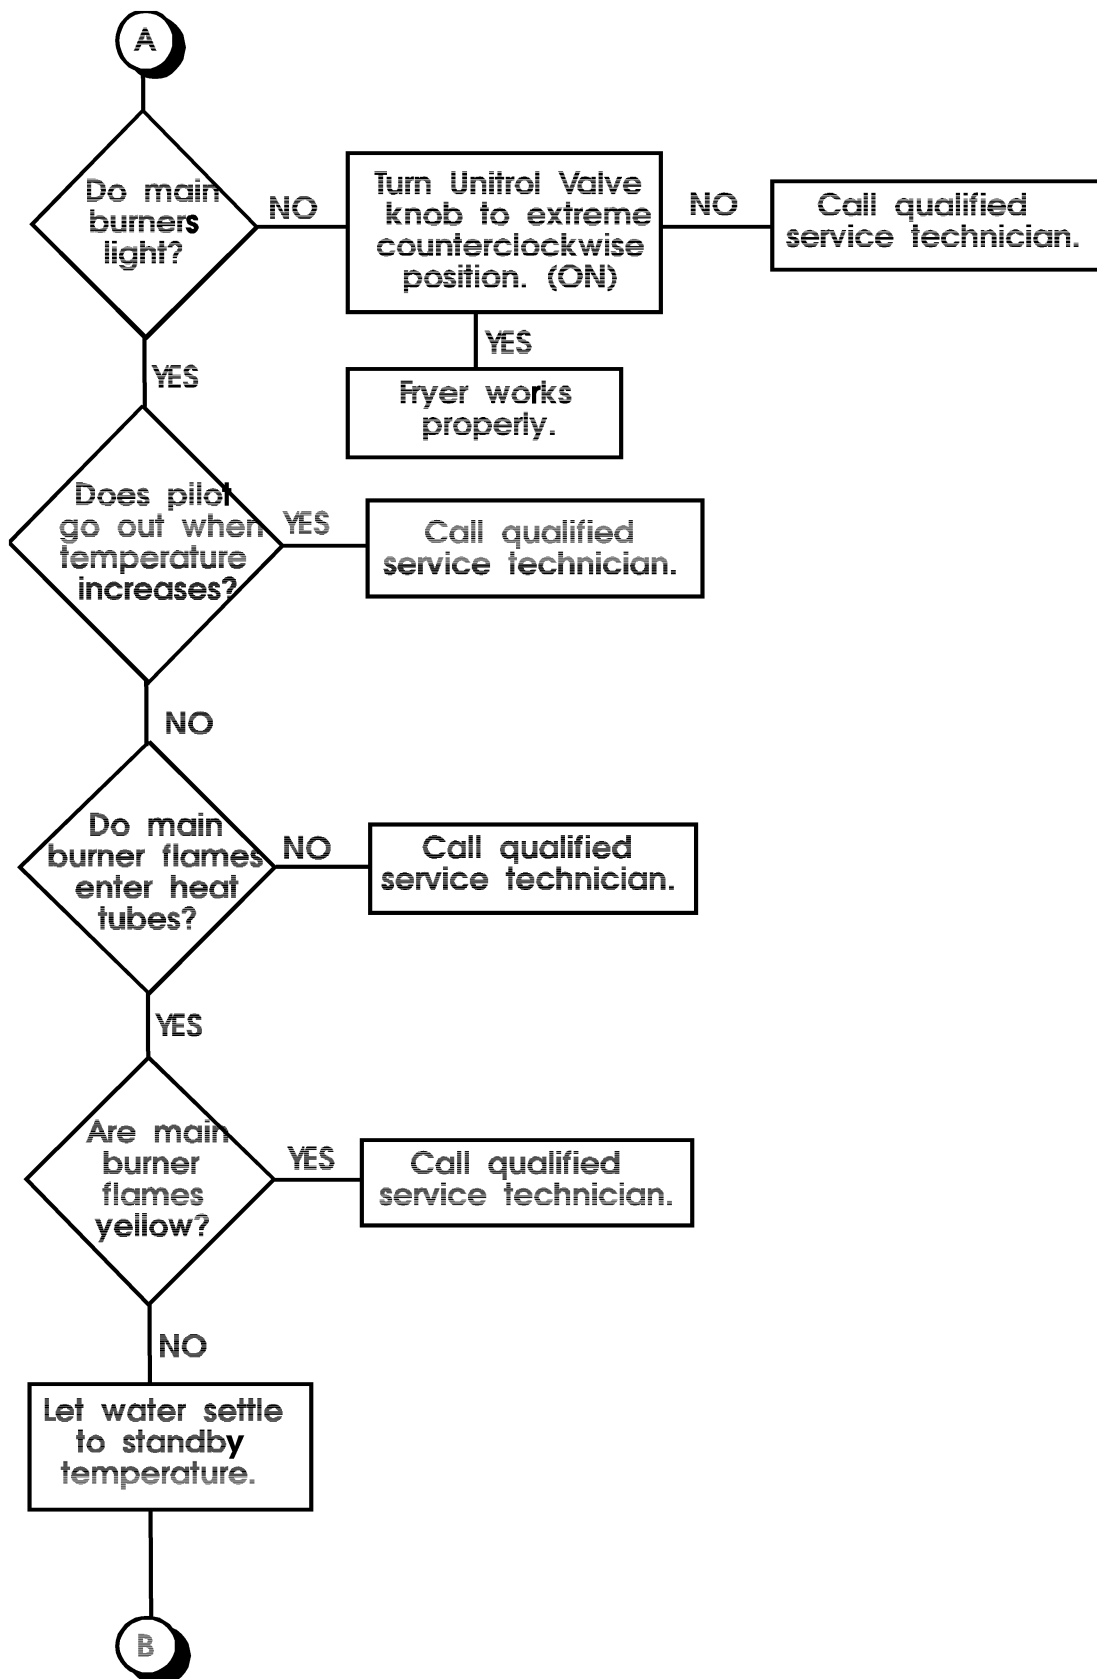 A
Do main
burners
light?
NO
Turn Unitrol Valve
knob to extreme
counterclockwise
position. (ON)
NO
Call qualified
service technician.
YES
Fryer works
properly.
YES
Does pilot
go out when
temperature
increases?
YES
Call qualified
service technician.
NO
Do main
burner flames
enter heat
tubes?
NO
Call qualified
service technician.
YES
Are main
burner
flames
yellow?
YES
Call qualified
service technician.
NO
Let water settle
to standby
temperature.
B